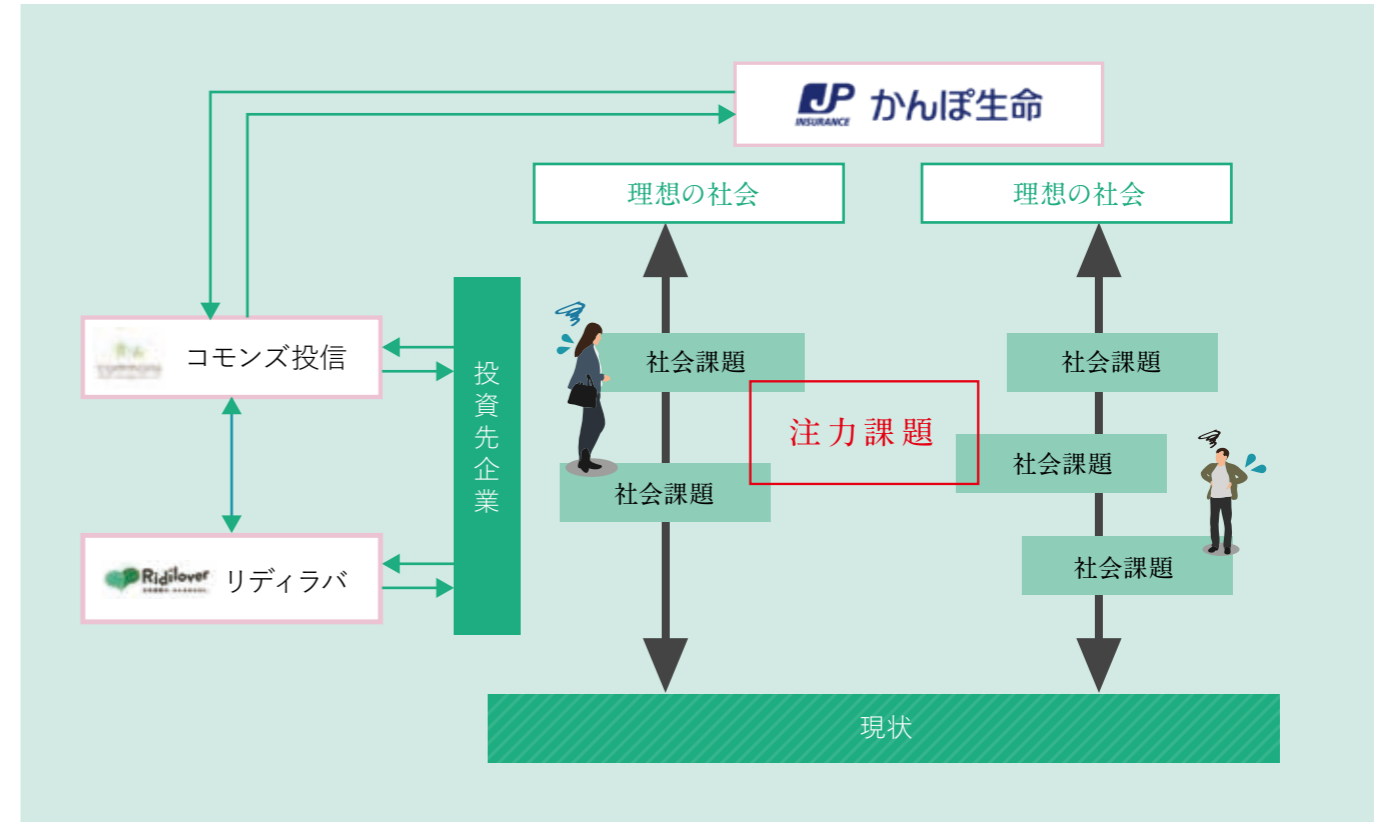 JP
INSURANCE
かんぽ生命
理想の社会
理想の社会
コモンズ投信
投資先企業
社会課題
社会課題
注力課題
社会課題
社会課題
社会課題
Ridilover
リディラバ
現状